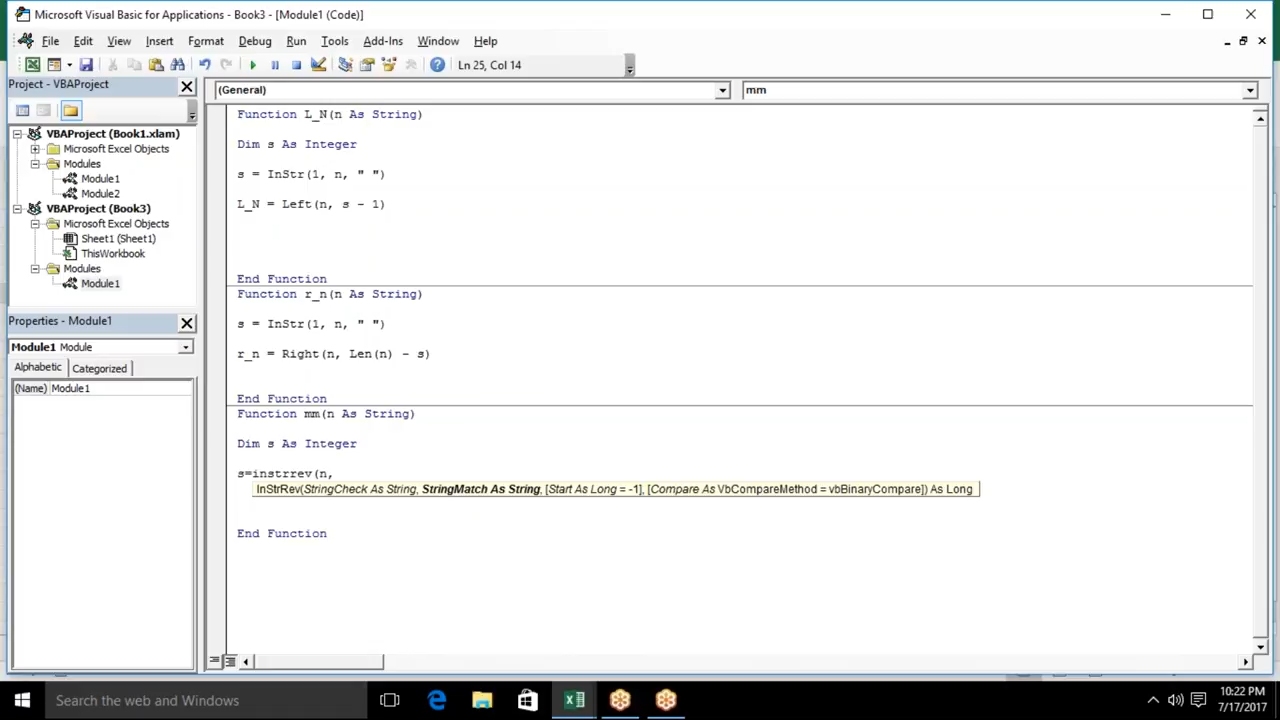 Microsoft Visual Basic for Applications - Book3 - [Module1 (Code)]
File Edit View Insert Format Debug Run Tools Add-Ins Window Help
Ln 25, Col 14
Project - VBAProject
(General)
mm
VBAProject (Book1.xlam)
Microsoft Excel Objects
Modules
Module1
Module2
VBAProject (Book3)
Microsoft Excel Objects
Sheet1 (Sheet1)
ThisWorkbook
Modules
Module1
Properties - Module1
Module1 Module
Alphabetic Categorized
(Name) Module1
Function L_N(n As String)
Dim s As Integer
s = InStr(1, n, " ")
L_N = Left(n, s - 1)
End Function
Function r_n(n As String)
s = InStr(1, n, " ")
r_n = Right(n, Len(n) - s)
End Function
Function mm(n As String)
Dim s As Integer
s=instrrev(n,
InStrRev(StringCheck As String, StringMatch As String, [Start As Long = -1], [Compare As VbCompareMethod = vbBinaryCompare]) As Long
End Function
Search the web and Windows
10:22 PM
7/17/2017